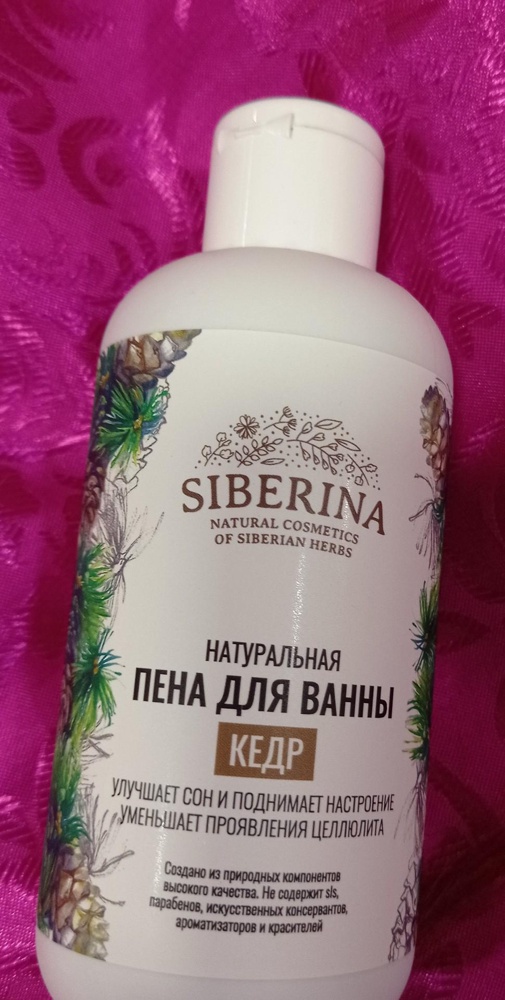 SIBERINA
NATURAL COSMETICS
OF SIBERIAN HERBS
НАТУРАЛЬНАЯ
ПЕНА ДЛЯ ВАННЫ
КЕДР
УЛУЧШАЕТ СОН И ПОДНИМАЕТ НАСТРОЕНИЕ
УМЕНЬШАЕТ ПРОЯВЛЕНИЯ ЦЕЛЛЮЛИТА
Создано из природных компонентов
высокого качества. Не содержит sls,
парабенов, искусственных консервантов,
ароматизаторов и красителей